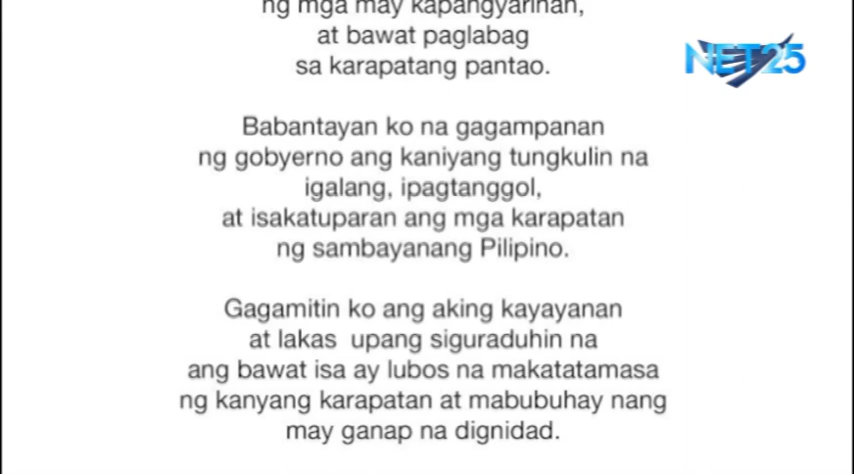 ng mga may kapangyarihan,
at bawat paglabag
sa karapatang pantao.
NET25
Babantayan ko na gagampanan
ng gobyerno ang kaniyang tungkulin na
igalang, ipagtanggol,
at isakatuparan ang mga karapatan
ng sambayanang Pilipino.
Gagamitin ko ang aking kayayanan
at lakas upang siguraduhin na
ang bawat isa ay lubos na makatatamasa
ng kanyang karapatan at mabubuhay nang
may ganap na dignidad.